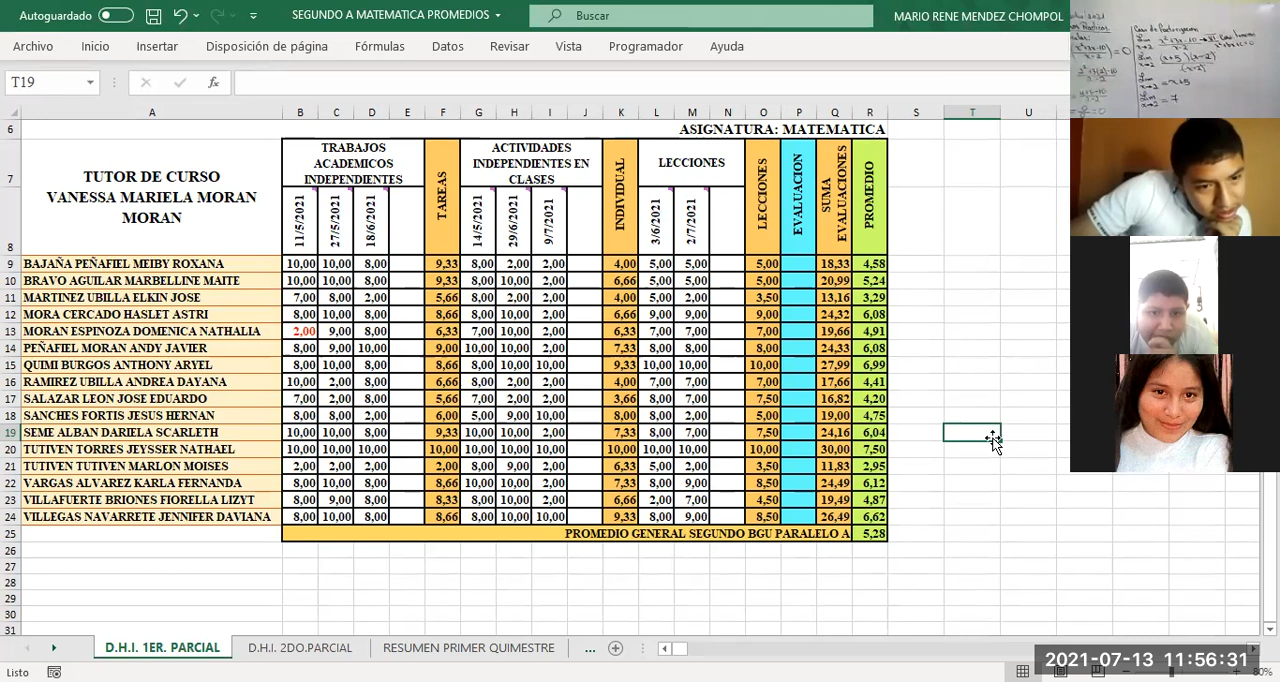 Autoguardado SEGUNDO A MATEMATICA PROMEDIOS Buscar MARIO RENE MENDEZ CHOMPOL
Archivo Inicio Insertar Disposición de página Fórmulas Datos Revisar Vista Programador Ayuda
T19 fx
A B C D E F G H I J K L M N O P Q R S T U
6 ASIGNATURA: MATEMATICA
7 TUTOR DE CURSO
VANESSA MARIELA MORAN
MORAN
TRABAJOS
ACADEMICOS
INDEPENDIENTES
TAREAS
ACTIVIDADES
INDEPENDIENTES EN
CLASES
INDIVIDUAL
LECCIONES
LECCIONES
EVALUACION
SUMA
EVALUACIONES
PROMEDIO
8 11/5/2021 27/5/2021 18/6/2021 14/5/2021 29/6/2021 9/7/2021 3/6/2021 2/7/2021
9 BAJAÑA PEÑAFIEL MEIBY ROXANA 10,00 10,00 8,00 9,33 8,00 2,00 2,00 4,00 5,00 5,00 5,00 18,33 4,58
10 BRAVO AGUILAR MARBELLINE MAITE 10,00 10,00 8,00 9,33 8,00 10,00 2,00 6,66 5,00 5,00 5,00 20,99 5,24
11 MARTINEZ UBILLA ELKIN JOSE 7,00 8,00 2,00 5,66 8,00 2,00 2,00 4,00 5,00 2,00 3,50 13,16 3,29
12 MORA CERCADO HASLET ASTRI 8,00 10,00 8,00 8,66 8,00 10,00 2,00 6,66 9,00 9,00 9,00 24,32 6,08
13 MORAN ESPINOZA DOMENICA NATHALIA 2,00 9,00 8,00 6,33 7,00 10,00 2,00 6,33 7,00 7,00 7,00 19,66 4,91
14 PEÑAFIEL MORAN ANDY JAVIER 8,00 9,00 10,00 9,00 10,00 10,00 2,00 7,33 8,00 8,00 8,00 24,33 6,08
15 QUIMI BURGOS ANTHONY ARYEL 8,00 10,00 8,00 8,66 8,00 10,00 10,00 9,33 10,00 10,00 10,00 27,99 6,99
16 RAMIREZ UBILLA ANDREA DAYANA 10,00 2,00 8,00 6,66 8,00 2,00 2,00 4,00 7,00 7,00 7,00 17,66 4,41
17 SALAZAR LEON JOSE EDUARDO 7,00 2,00 8,00 5,66 7,00 2,00 2,00 3,66 8,00 7,00 7,50 16,82 4,20
18 SANCHES FORTIS JESUS HERNAN 8,00 8,00 2,00 6,00 5,00 9,00 10,00 8,00 8,00 2,00 5,00 19,00 4,75
19 SEME ALBAN DARIELA SCARLETH 10,00 10,00 8,00 9,33 10,00 10,00 2,00 7,33 8,00 7,00 7,50 24,16 6,04
20 TUTIVEN TORRES JEYSSER NATHAEL 10,00 10,00 10,00 10,00 10,00 10,00 10,00 10,00 10,00 10,00 10,00 30,00 7,50
21 TUTIVEN TUTIVEN MARLON MOISES 2,00 2,00 2,00 2,00 8,00 9,00 2,00 6,33 5,00 2,00 3,50 11,83 2,95
22 VARGAS ALVAREZ KARLA FERNANDA 8,00 10,00 8,00 8,66 10,00 10,00 2,00 7,33 8,00 9,00 8,50 24,49 6,12
23 VILLAFUERTE BRIONES FIORELLA LIZYT 8,00 9,00 8,00 8,33 8,00 10,00 2,00 6,66 2,00 7,00 4,50 19,49 4,87
24 VILLEGAS NAVARRETE JENNIFER DAVIANA 8,00 10,00 8,00 8,66 8,00 10,00 10,00 9,33 8,00 9,00 8,50 26,49 6,62
25 PROMEDIO GENERAL SEGUNDO BGU PARALELO A 5,28
26
27
28
29
30
31
D.H.I. 1ER. PARCIAL D.H.I. 2DO.PARCIAL RESUMEN PRIMER QUIMESTRE ...
Listo 80%
2021-07-13 11:56:31